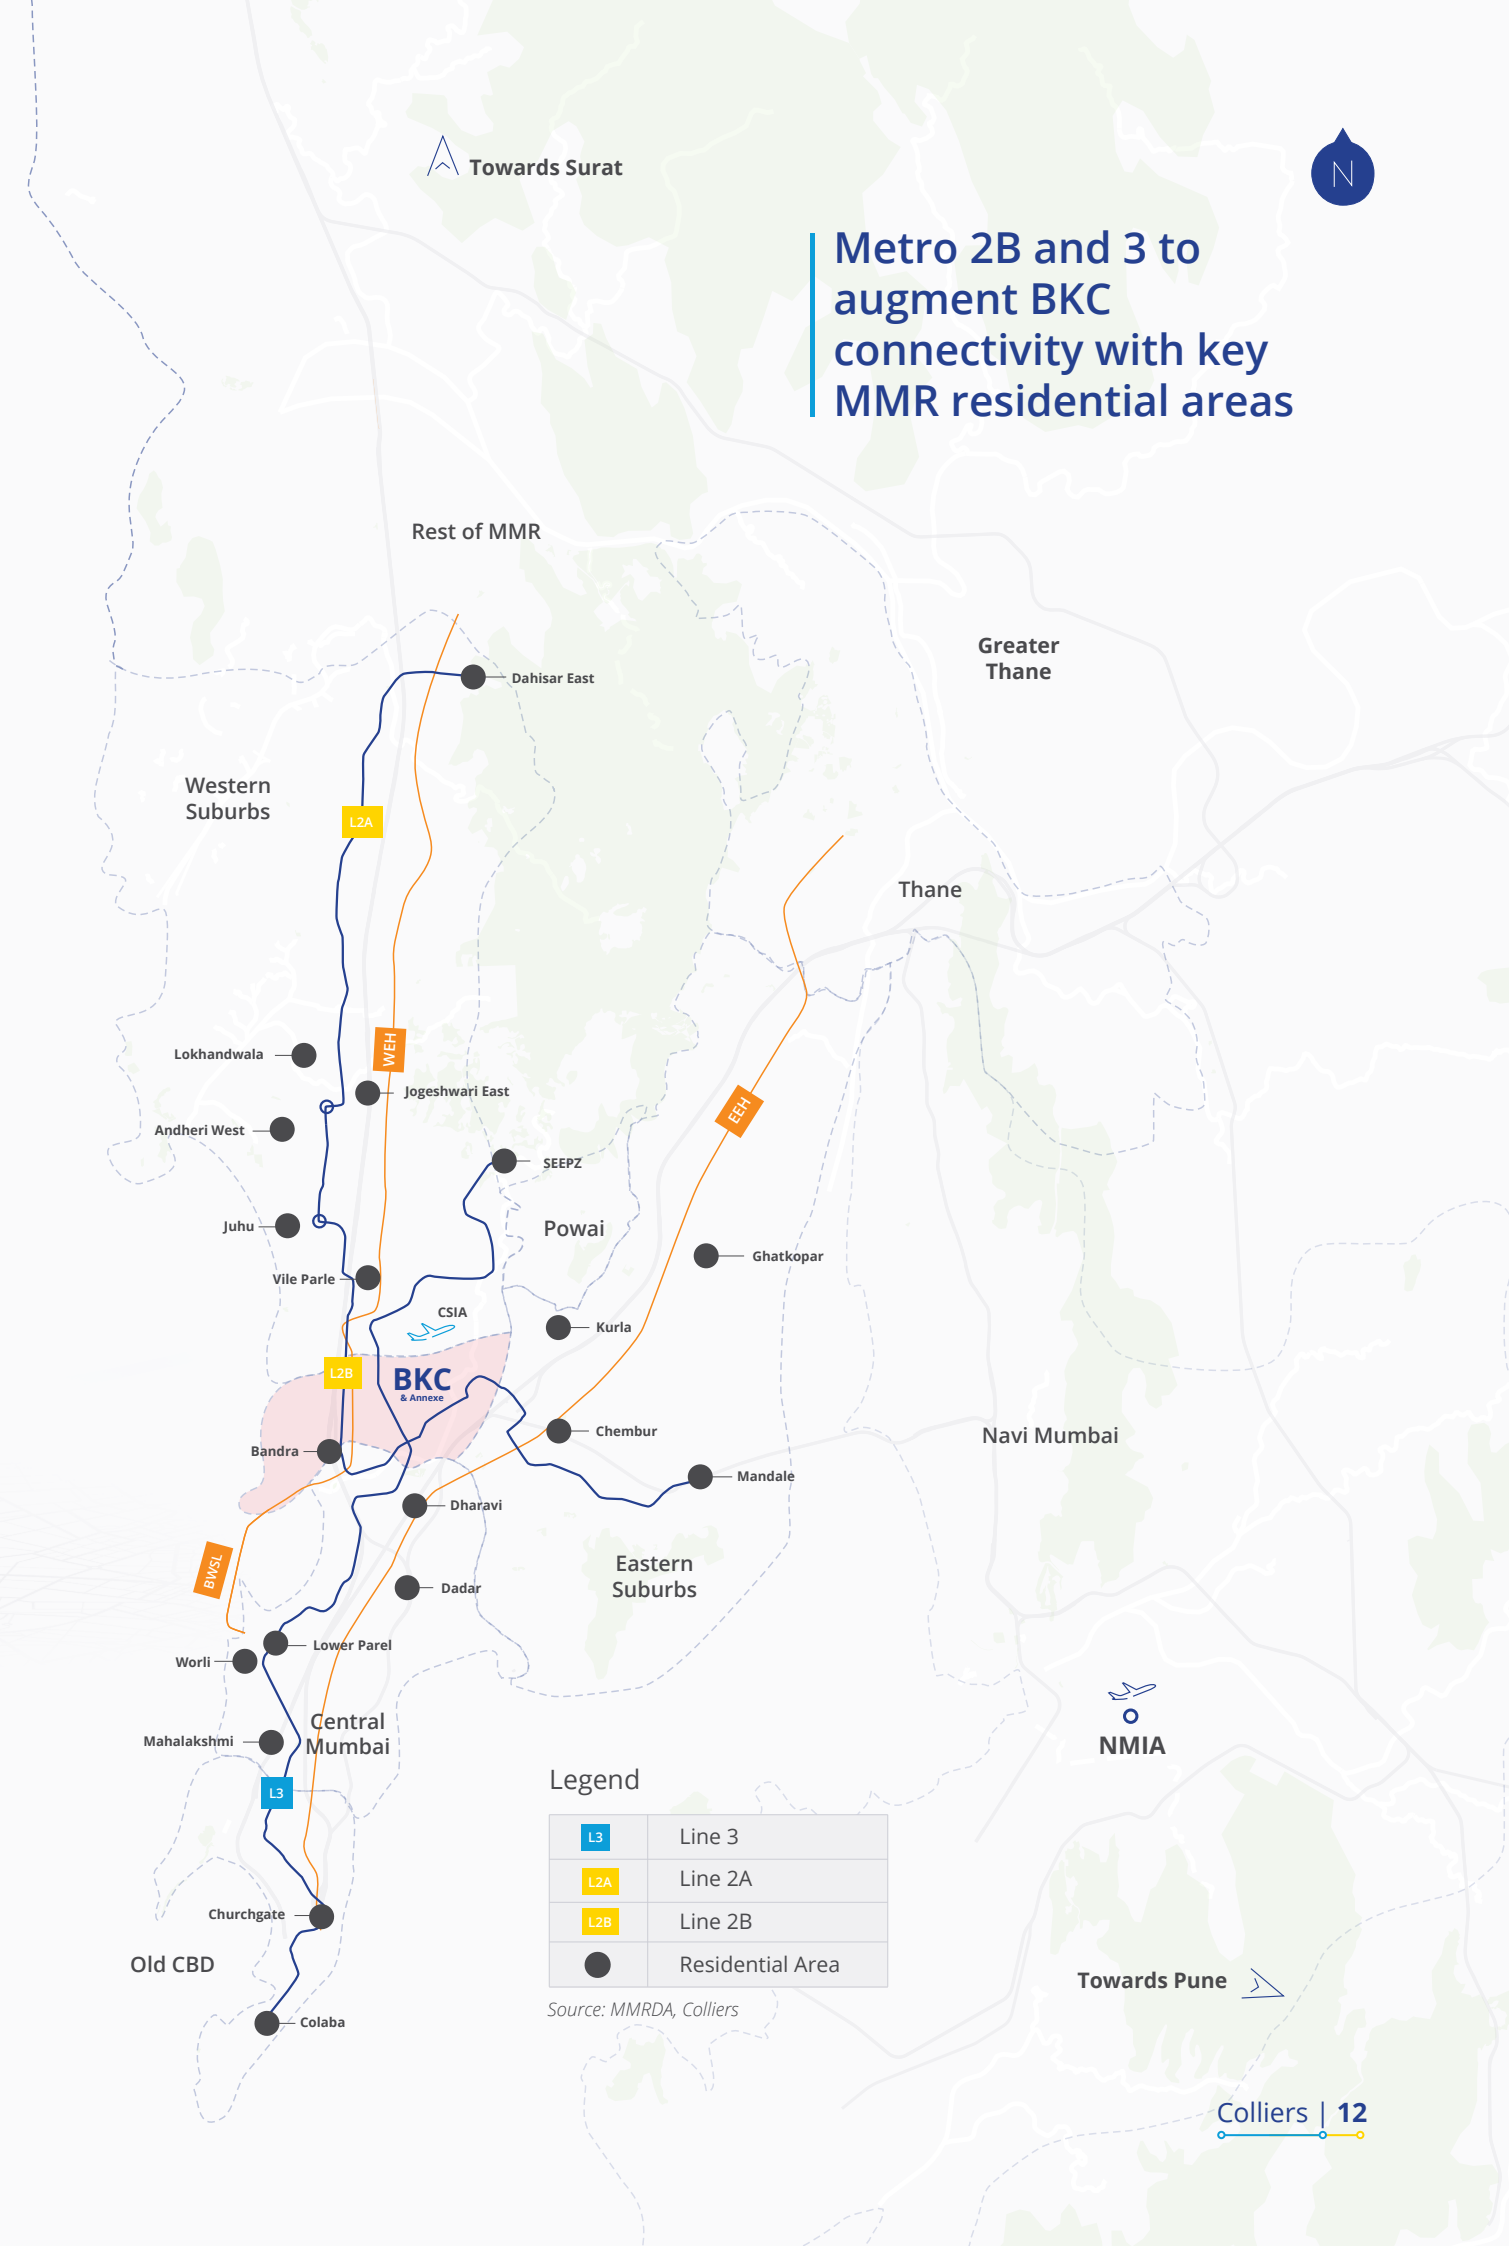 Towards Surat
N
Metro 2B and 3 to
augment BKC
connectivity with key
MMR residential areas
Rest of MMR
Greater
Thane
Dahisar East
Western
Suburbs
L2A
Thane
WEH
Lokhandwala
Jogeshwari East
EEH
Andheri West
SEEPZ
Juhu
Powai
Ghatkopar
Vile Parle
CSIA
Kurla
L2B
BKC
& Annexe
Chembur
Navi Mumbai
Bandra
Mandale
Dharavi
BWSL
Eastern
Suburbs
Dadar
Lower Parel
Worli
Central
Mumbai
Mahalakshmi
NMIA
L3
Legend
L3 Line 3
L2A Line 2A
L2B Line 2B
Residential Area
Source: MMRDA, Colliers
Churchgate
Old CBD
Towards Pune
Colaba
Colliers | 12